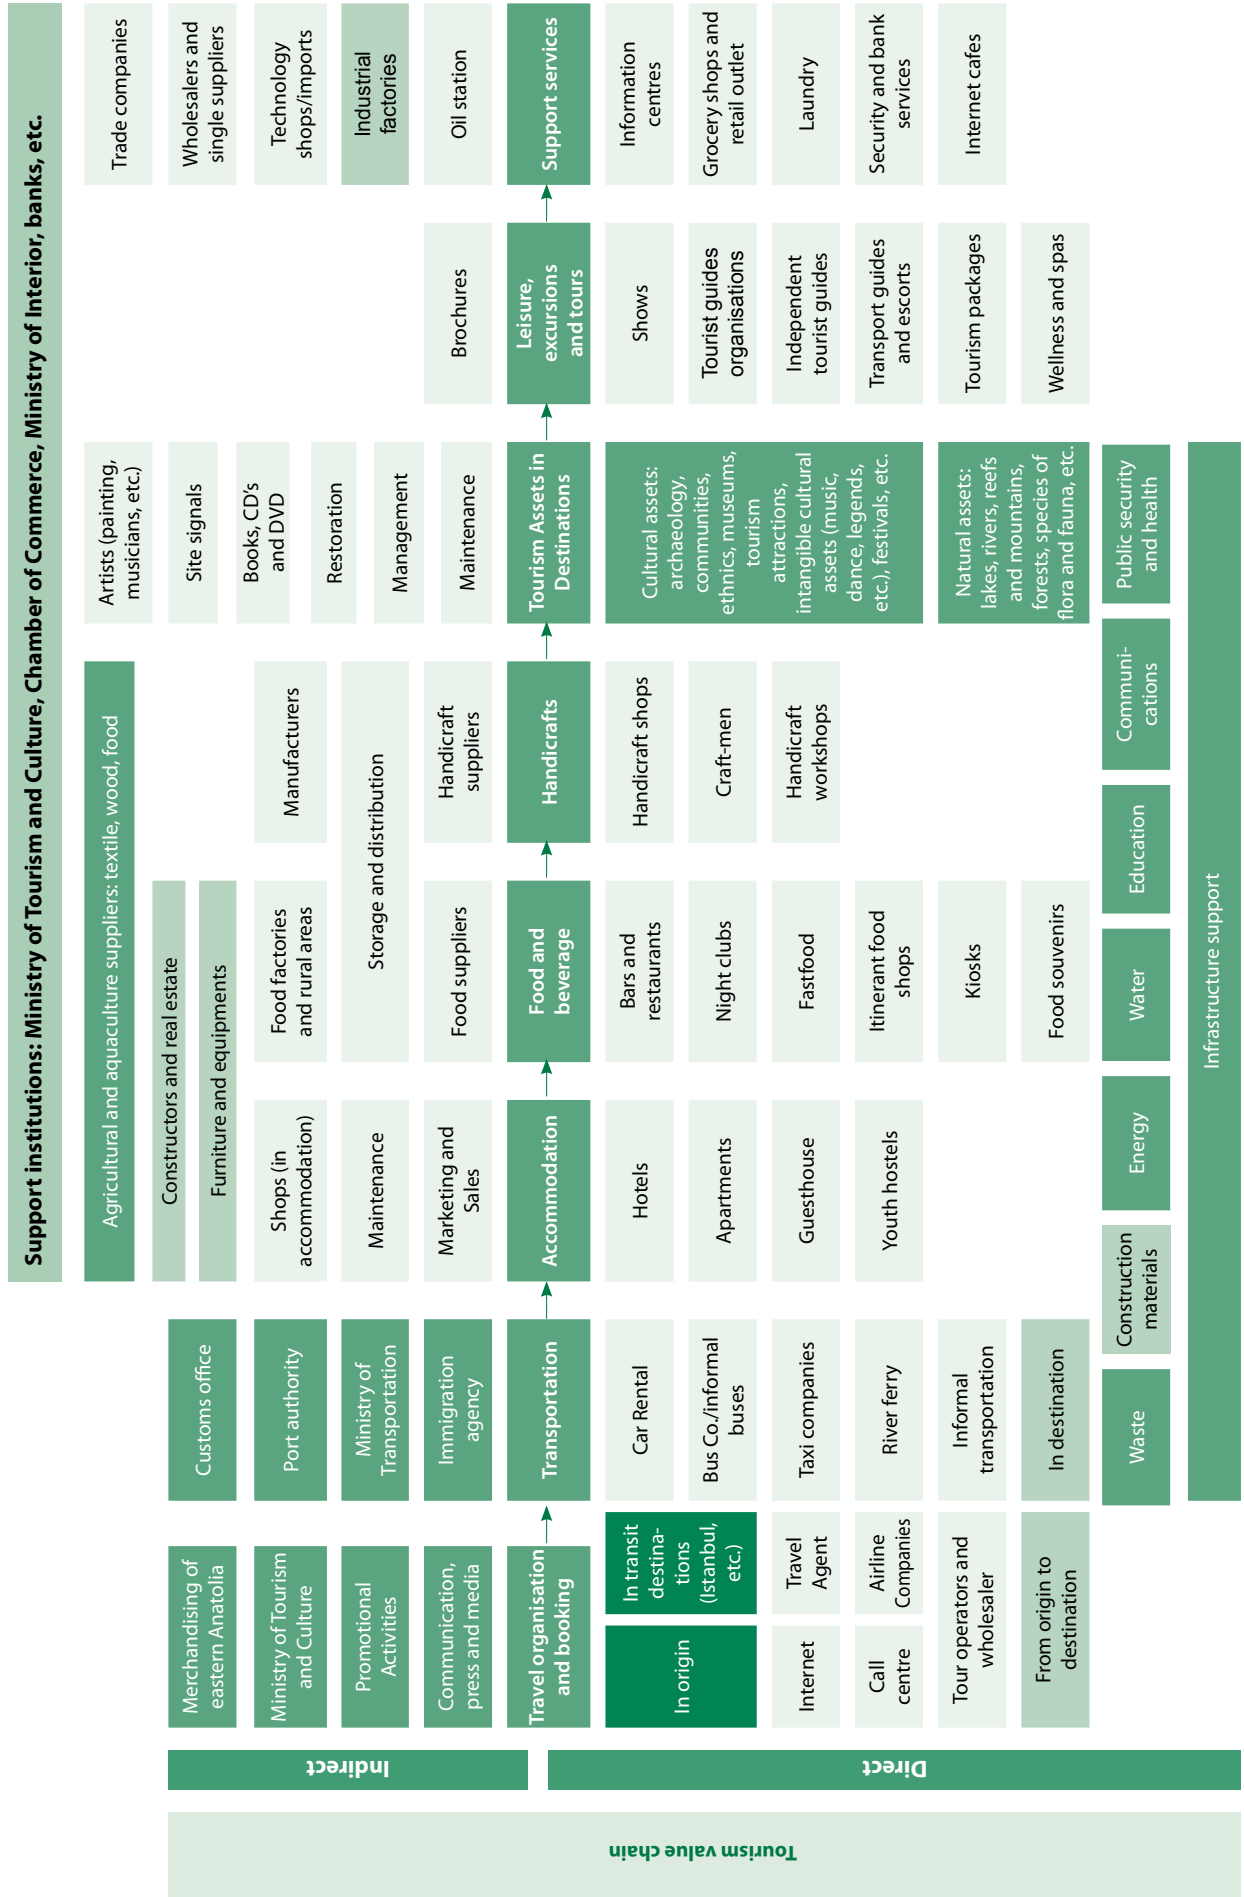 Support institutions: Ministry of Tourism and Culture, Chamber of Commerce, Ministry of Interior, banks, etc.
Tourism value chain
Indirect
Direct
Merchandising of
eastern Anatolia
Ministry of Tourism
and Culture
Promotional
Activities
Communication,
press and media
Travel organisation
and booking
In origin
In transit
destina-
tions
(Istanbul,
etc.)
Internet
Travel
Agent
Call
centre
Airline
Companies
Tour operators and
wholesaler
From origin to
destination
Customs office
Port authority
Ministry of
Transportation
Immigration
agency
Transportation
Car Rental
Bus Co./informal
buses
Taxi companies
River ferry
Informal
transportation
In destination
Agricultural and aquaculture suppliers: textile, wood, food
Constructors and real estate
Furniture and equipments
Shops (in
accommodation)
Maintenance
Marketing and
Sales
Accommodation
Hotels
Apartments
Guesthouse
Youth hostels
Food factories
and rural areas
Storage and distribution
Food suppliers
Food and
beverage
Bars and
restaurants
Night clubs
Fastfood
Itinerant food
shops
Kiosks
Food souvenirs
Manufacturers
Handicraft
suppliers
Handicrafts
Handicraft shops
Craft-men
Handicraft
workshops
Artists (painting,
musicians, etc,)
Site signals
Books, CD's
and DVD
Restoration
Management
Maintenance
Tourism Assets in
Destinations
Cultural assets:
archaeology,
communities,
ethnics, museums,
tourism
attractions,
intangible cultural
assets (music,
dance, legends,
etc.), festivals, etc.
Natural assets:
lakes, rivers, reefs
and mountains,
forests, species of
flora and fauna, etc.
Brochures
Leisure,
excursions
and tours
Shows
Tourist guides
organisations
Independent
tourist guides
Transport guides
and escorts
Tourism packages
Wellness and spas
Trade companies
Wholesalers and
single suppliers
Technology
shops/imports
Industrial
factories
Oil station
Support services
Information
centres
Grocery shops and
retail outlet
Laundry
Security and bank
services
Internet cafes
Waste
Construction
materials
Energy
Water
Education
Communi-
cations
Public security
and health
Infrastructure support